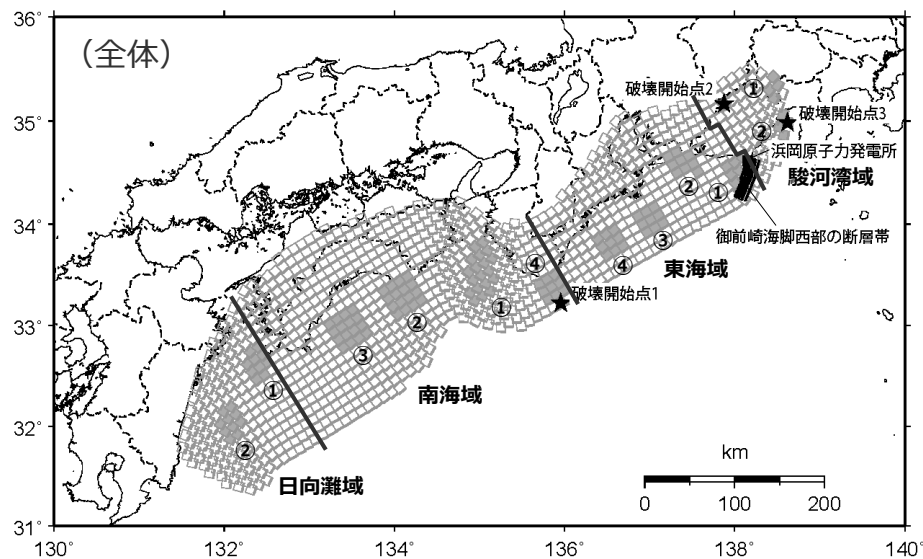 36°
(全体)
破壊開始点2
①
35°
破壊開始点3
②
浜岡原子力発電所
駿河湾域
②
①
34°
御前崎海脚西部の断層帯
③
④
④
東海域
破壊開始点1
33°
①
②
③
①
南海域
32°
②
日向灘域
km
0 50 100 150 200
31°
130° 132° 134° 136° 138° 140°